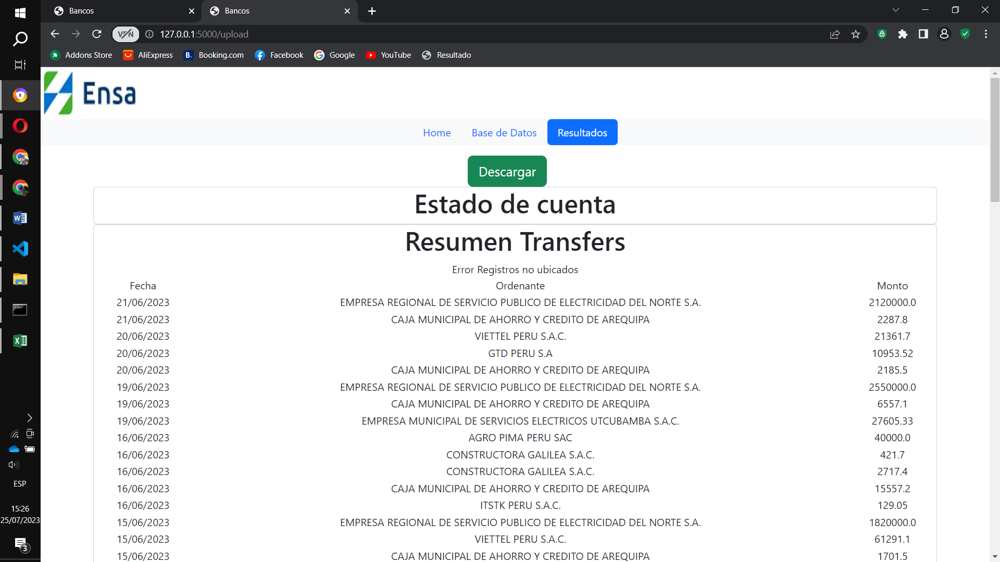 Bancos
Bancos
VPN
127.0.0.1:5000/upload
Addons Store
AliExpress
B.
Booking.com
Facebook
Google
YouTube
Resultado
Ensa
Home
Base de Datos
Resultados
Descargar
Estado de cuenta
Resumen Transfers
Error Registros no ubicados
Fecha Ordenante Monto
21/06/2023 EMPRESA REGIONAL DE SERVICIO PUBLICO DE ELECTRICIDAD DEL NORTE S.A. 2120000.0
21/06/2023 CAJA MUNICIPAL DE AHORRO Y CREDITO DE AREQUIPA 2287.8
20/06/2023 VIETTEL PERU S.A.C. 21361.7
20/06/2023 GTD PERU S.A 10953.52
20/06/2023 CAJA MUNICIPAL DE AHORRO Y CREDITO DE AREQUIPA 2185.5
19/06/2023 EMPRESA REGIONAL DE SERVICIO PUBLICO DE ELECTRICIDAD DEL NORTE S.A. 2550000.0
19/06/2023 CAJA MUNICIPAL DE AHORRO Y CREDITO DE AREQUIPA 6557.1
19/06/2023 EMPRESA MUNICIPAL DE SERVICIOS ELECTRICOS UTCUBAMBA S.A.C. 27605.33
16/06/2023 AGRO PIMA PERU SAC 40000.0
16/06/2023 CONSTRUCTORA GALILEA S.A.C. 421.7
16/06/2023 CONSTRUCTORA GALILEA S.A.C. 2717.4
16/06/2023 CAJA MUNICIPAL DE AHORRO Y CREDITO DE AREQUIPA 15557.2
16/06/2023 ITSTK PERU S.A.C. 129.05
15/06/2023 EMPRESA REGIONAL DE SERVICIO PUBLICO DE ELECTRICIDAD DEL NORTE S.A. 1820000.0
15/06/2023 VIETTEL PERU S.A.C. 61291.1
15/06/2023 CAJA MUNICIPAL DE AHORRO Y CREDITO DE AREQUIPA 1701.5
ESP
15:26
25/07/2023
3